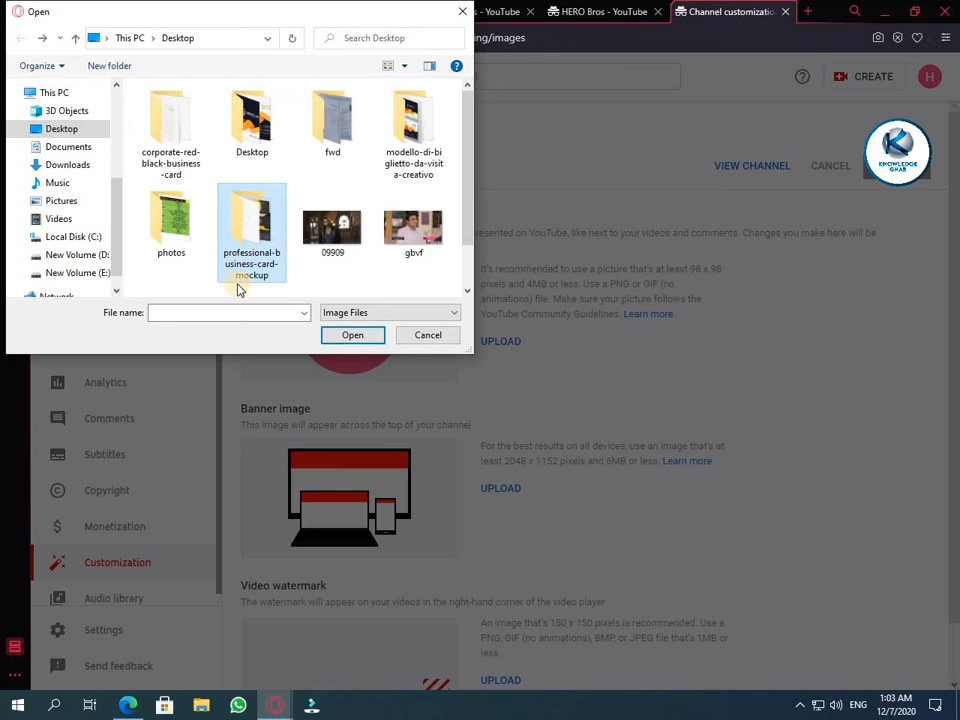 Open
s - YouTube
HERO Bros - YouTube
Channel customizatio
This PC
Desktop
Search Desktop
ng/images
Organize
New folder
CREATE
H
This PC
3D Objects
Desktop
Documents
Downloads
Music
Pictures
Videos
Local Disk (C:)
New Volume (D:
New Volume (E:)
Network
corporate-red-
black-business
-card
Desktop
fwd
modello-di-bi
glietto-da-visit
a-creativo
photos
professional-b
usiness-card-
mockup
09909
gbvf
File name:
Image Files
Open
Cancel
VIEW CHANNEL
CANCEL
KNOWLEDGE
GHAR
resented on YouTube, like next to your videos and comments. Changes you make here will be
It's recommended to use a picture that's at least 98 x 98
pixels and 4MB or less. Use a PNG or GIF (no
animations) file. Make sure your picture follows the
YouTube Community Guidelines. Learn more
UPLOAD
Analytics
Comments
Subtitles
Copyright
Monetization
Customization
Audio library
Settings
Send feedback
Banner image
This image will appear across the top of your channel
For the best results on all devices, use an image that's at
least 2048 x 1152 pixels and 6MB or less. Learn more
UPLOAD
Video watermark
The watermark will appear on your videos in the right-hand corner of the video player
An image that's 150 x 150 pixels is recommended. Use a
PNG, GIF (no animations), BMP, or JPEG file that's 1MB or
less.
UPLOAD
ENG
1:03 AM
12/7/2020